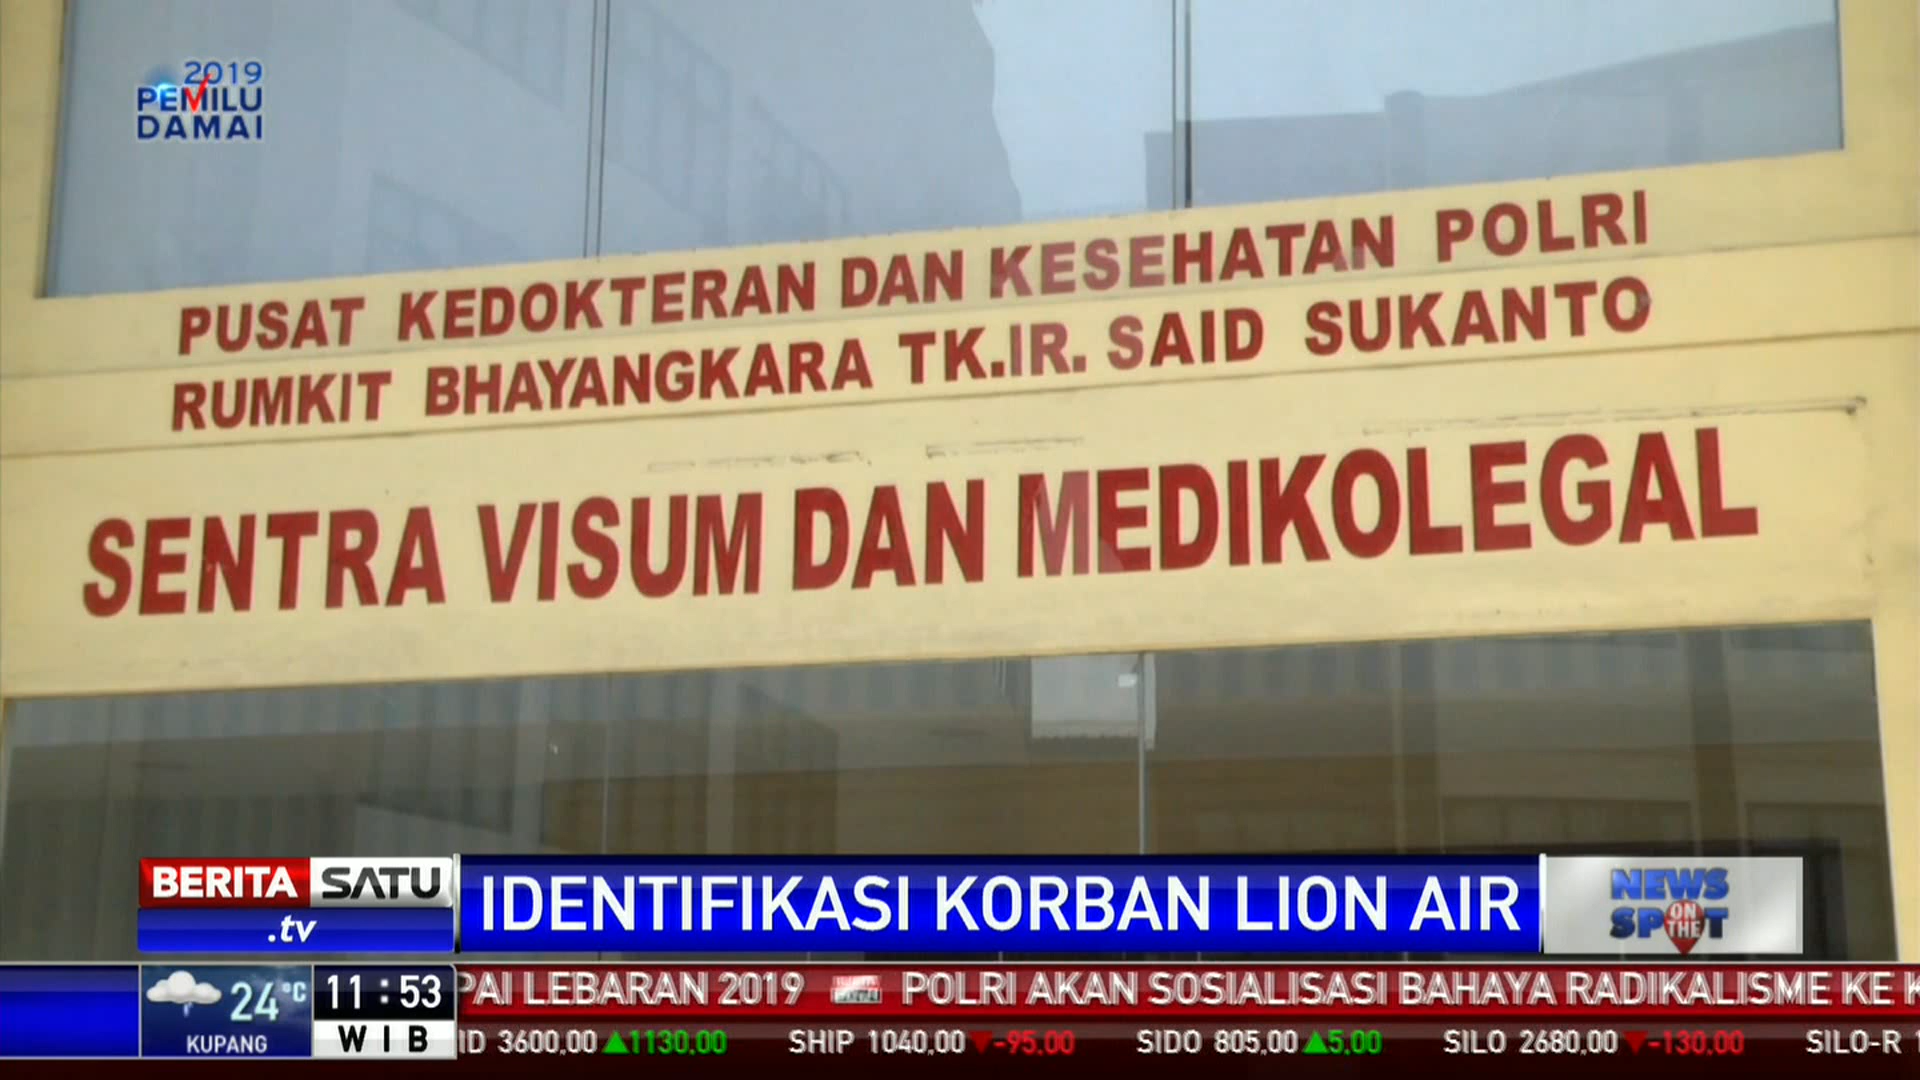 2019
PEMILU
DAMAI
PUSAT KEDOKTERAN DAN KESEHATAN POLRI
RUMKIT BHAYANGKARA TK.IR. SAID SUKANTO
SENTRA VISUM DAN MEDIKOLEGAL
BERITA SATU
.tv
IDENTIFIKASI KORBAN LION AIR
NEWS
ON THE
SPOT
24°C
KUPANG
11:53
WIB
PAI LEBARAN 2019 POLRI AKAN SOSIALISASI BAHAYA RADIKALISME KE K
ID 3600,00 ▲1130.00 SHIP 1040,00 ▼-95.00 SIDO 805,00 ▲5.00 SILO 2680,00 ▼-130.00 SILO-R 1